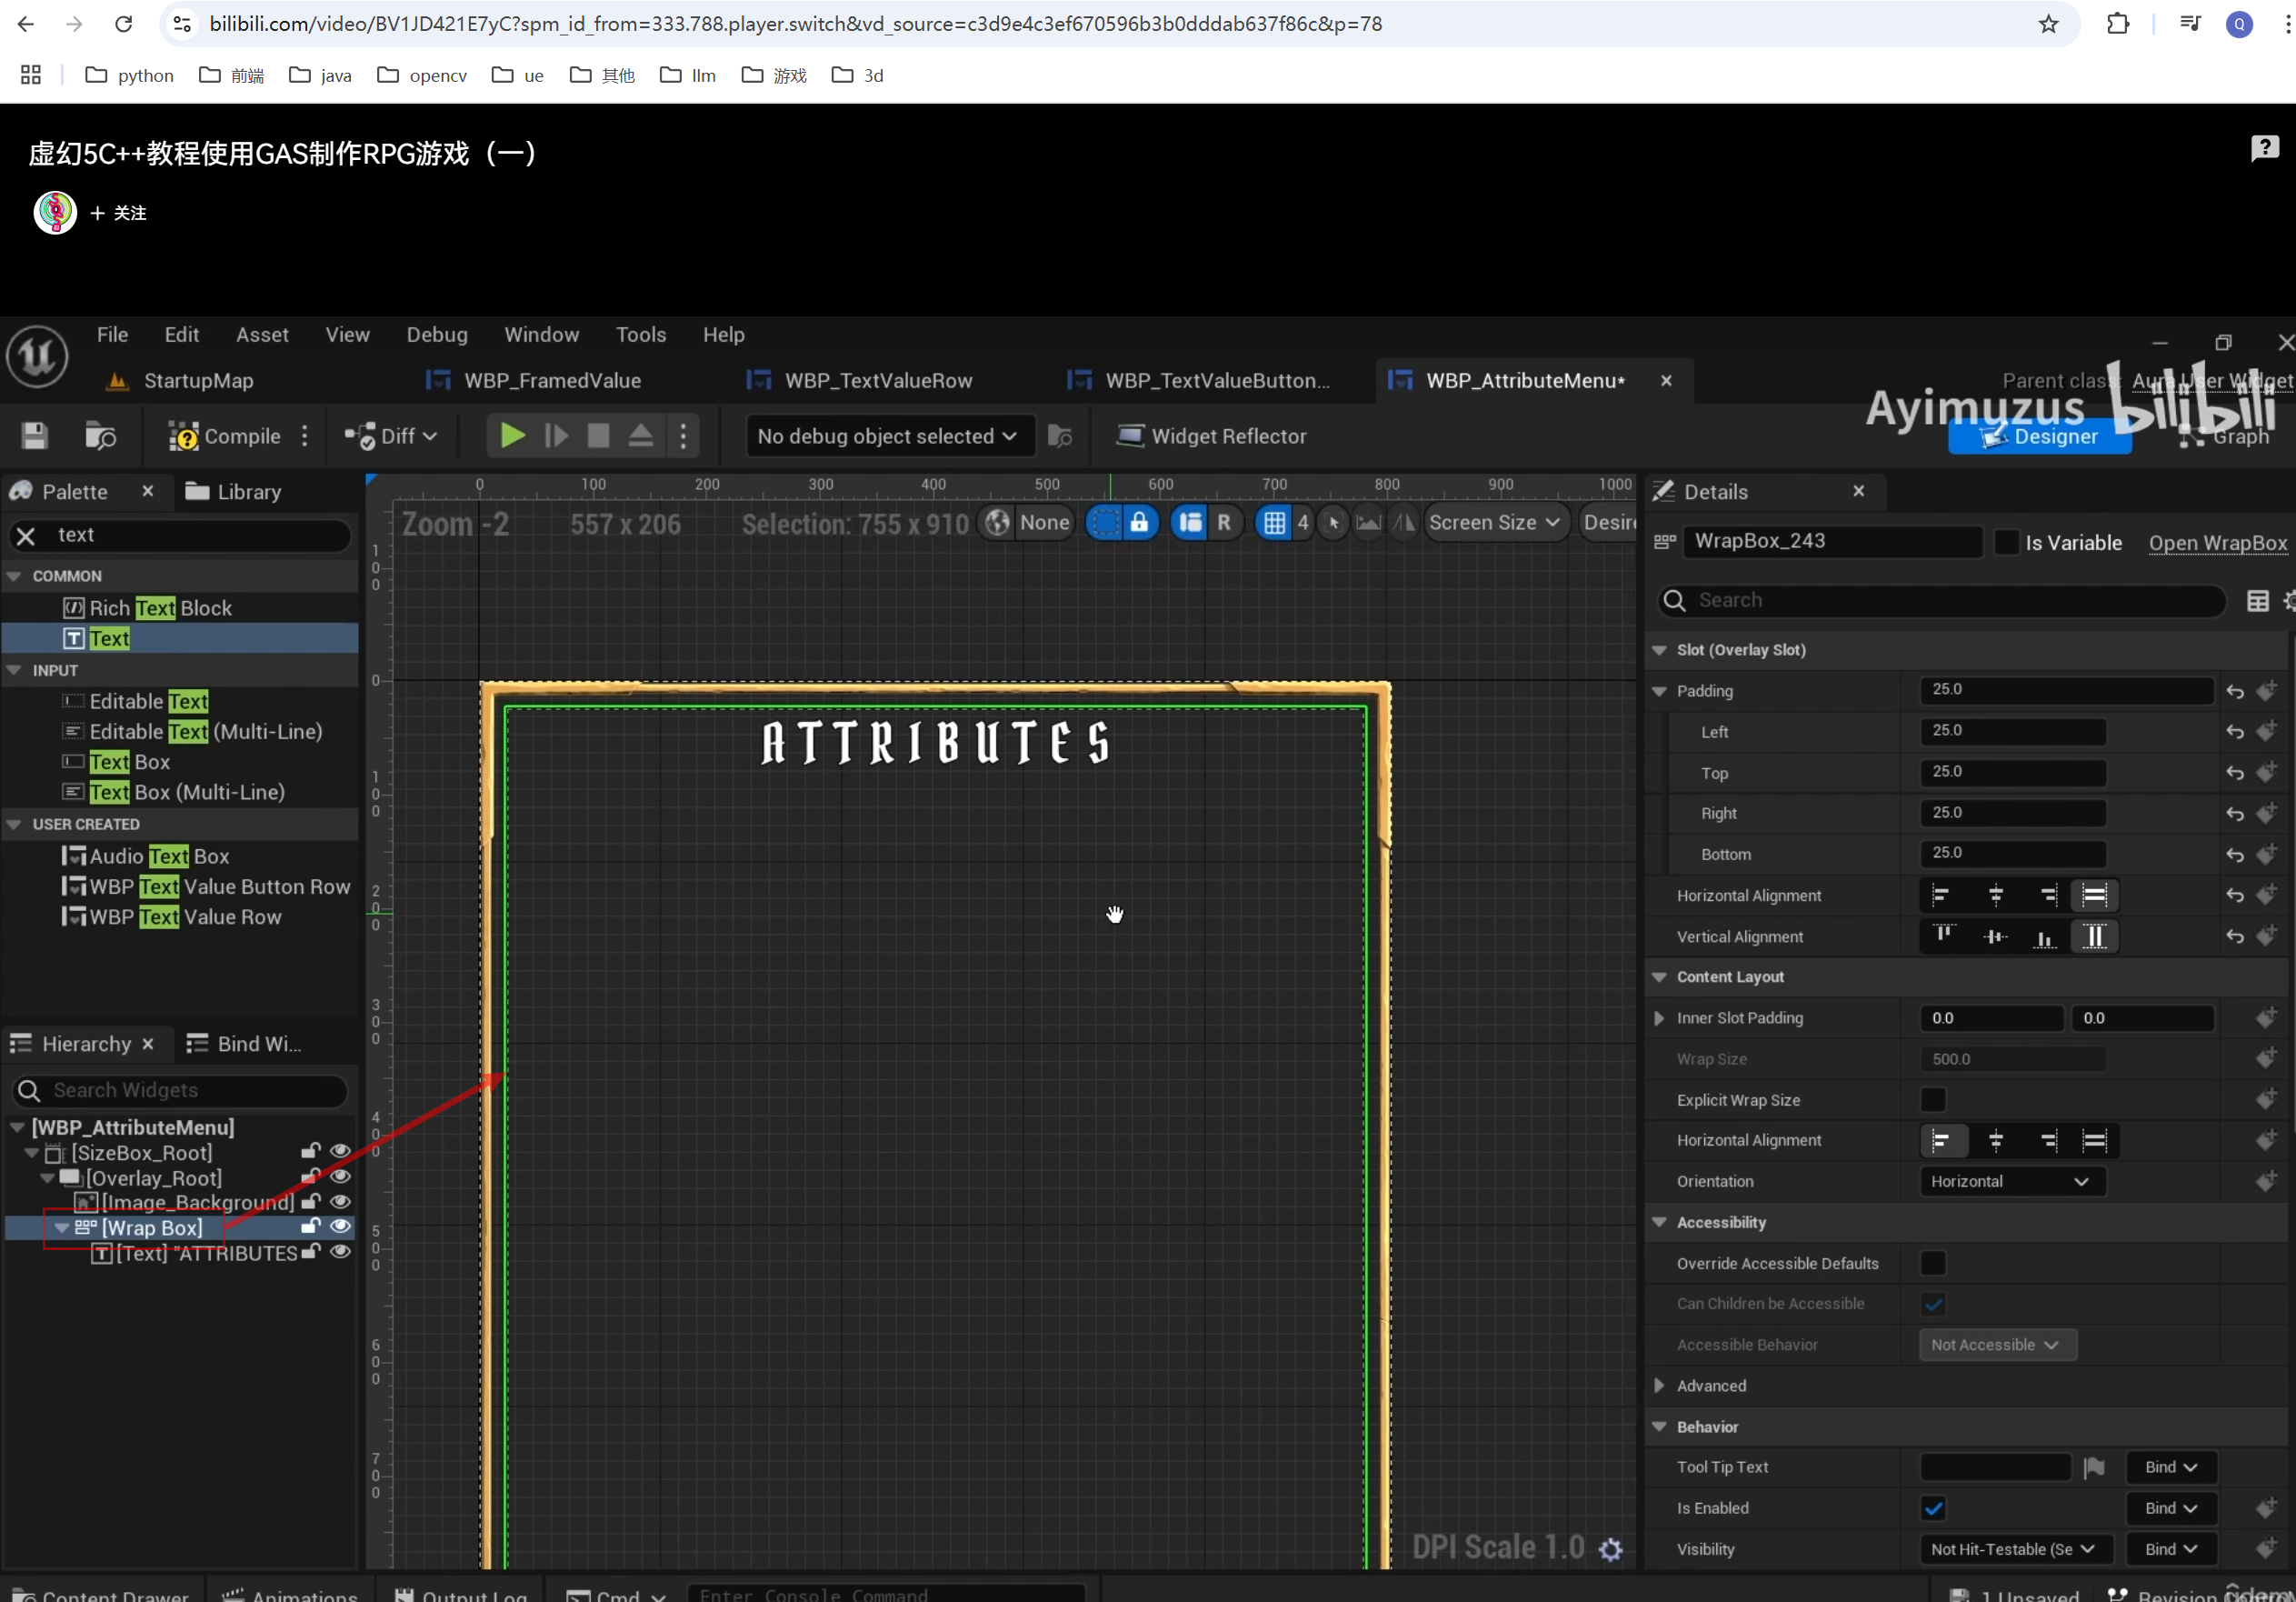 bilibili.com/video/BV1JD421E7yC?spm_id_from=333.788.player.switch&vd_source=c3d9e4c3ef670596b3b0dddab637f86c&p=78
Q
python 前端 java opencv ue 其他 llm 游戏 3d
虚幻5C++教程使用GAS制作RPG游戏（一）
+ 关注
File Edit Asset View Debug Window Tools Help
StartupMap WBP_FramedValue WBP_TextValueRow WBP_TextValueButton... WBP_AttributeMenu* Parent class: Aura User Widget
Ayimuzus bilibili
Compile Diff No debug object selected Widget Reflector Designer Graph
Palette Library
text
COMMON
Rich Text Block
Text
INPUT
Editable Text
Editable Text (Multi-Line)
Text Box
Text Box (Multi-Line)
USER CREATED
Audio Text Box
WBP Text Value Button Row
WBP Text Value Row
Hierarchy Bind Wi...
Search Widgets
[WBP_AttributeMenu]
[SizeBox_Root]
[Overlay_Root]
[Image_Background]
[Wrap Box]
[Text] "ATTRIBUTES
0 100 200 300 400 500 600 700 800 900 1000
Zoom -2 557 x 206 Selection: 755 x 910 None R 4 Screen Size Desire
100
0
100
200
300
400
500
600
700
ATTRIBUTES
DPI Scale 1.0
Details
WrapBox_243 Is Variable Open WrapBox
Search
Slot (Overlay Slot)
Padding 25.0
Left 25.0
Top 25.0
Right 25.0
Bottom 25.0
Horizontal Alignment
Vertical Alignment
Content Layout
Inner Slot Padding 0.0 0.0
Wrap Size 500.0
Explicit Wrap Size
Horizontal Alignment
Orientation Horizontal
Accessibility
Override Accessible Defaults
Can Children be Accessible
Accessible Behavior Not Accessible
Advanced
Behavior
Tool Tip Text Bind
Is Enabled Bind
Visibility Not Hit-Testable (Se Bind
Content Drawer Animations Output Log Cmd Enter Console Command 1 Unsaved Revision